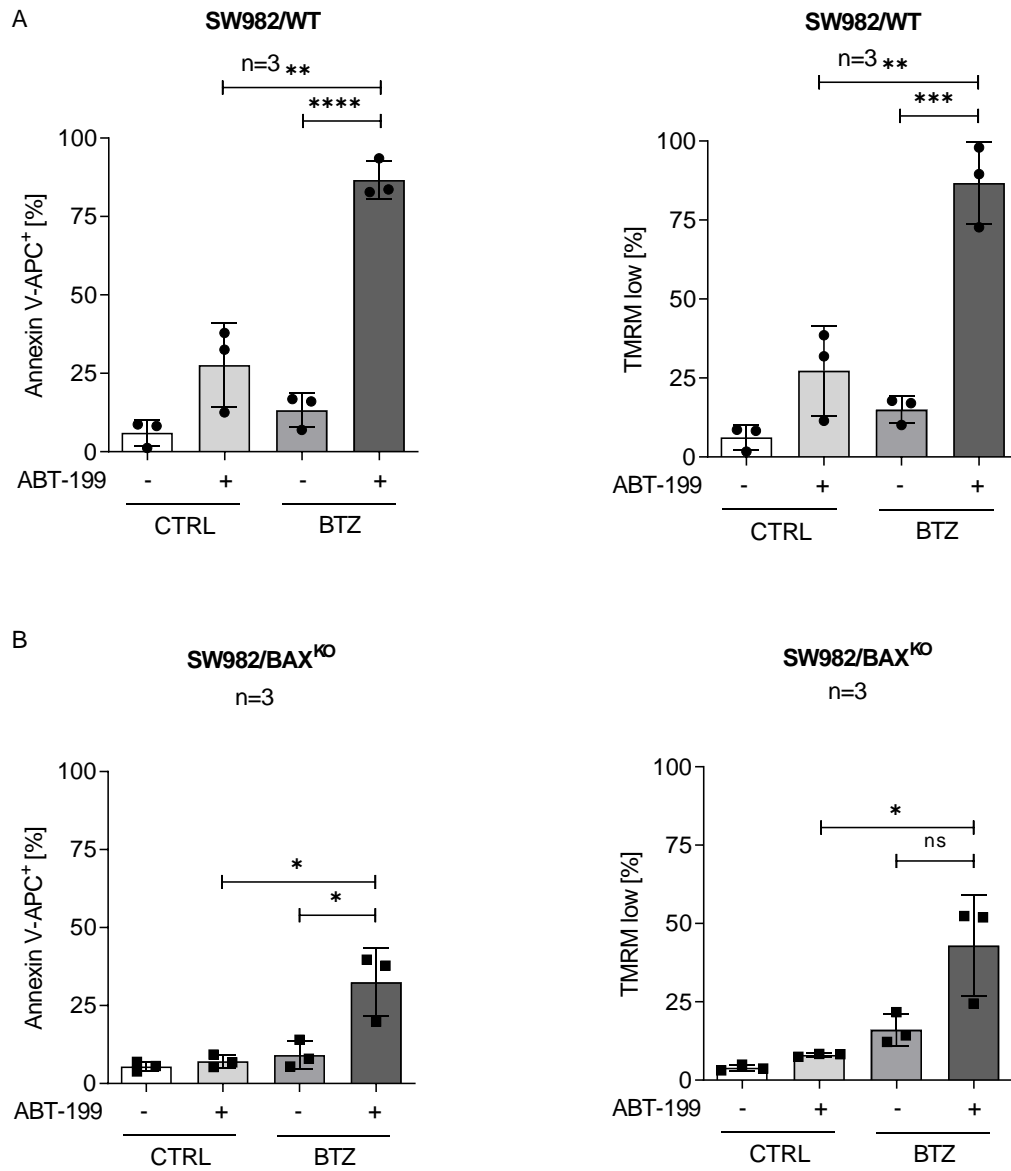 A
SW982/WT
n=3 **
****
100
75
50
25
0
Annexin V-APC⁺ [%]
ABT-199 - + - +
CTRL BTZ
SW982/WT
n=3 **
***
100
75
50
25
0
TMRM low [%]
ABT-199 - + - +
CTRL BTZ
B
SW982/BAXᴷᴼ
n=3
100
75
50
25
0
*
*
Annexin V-APC⁺ [%]
ABT-199 - + - +
CTRL BTZ
SW982/BAXᴷᴼ
n=3
100
75
50
25
0
*
ns
TMRM low [%]
ABT-199 - + - +
CTRL BTZ